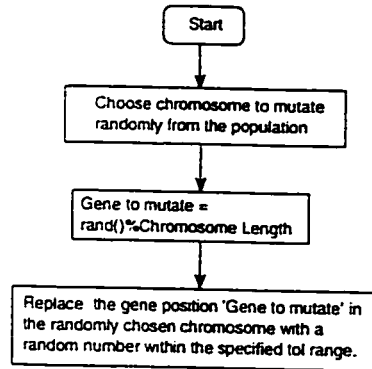 Start
Choose chromosome to mutate
randomly from the population
Gene to mutate =
rand()%Chromosome Length
Replace the gene position 'Gene to mutate' in
the randomly chosen chromosome with a
random number within the specified tol range.